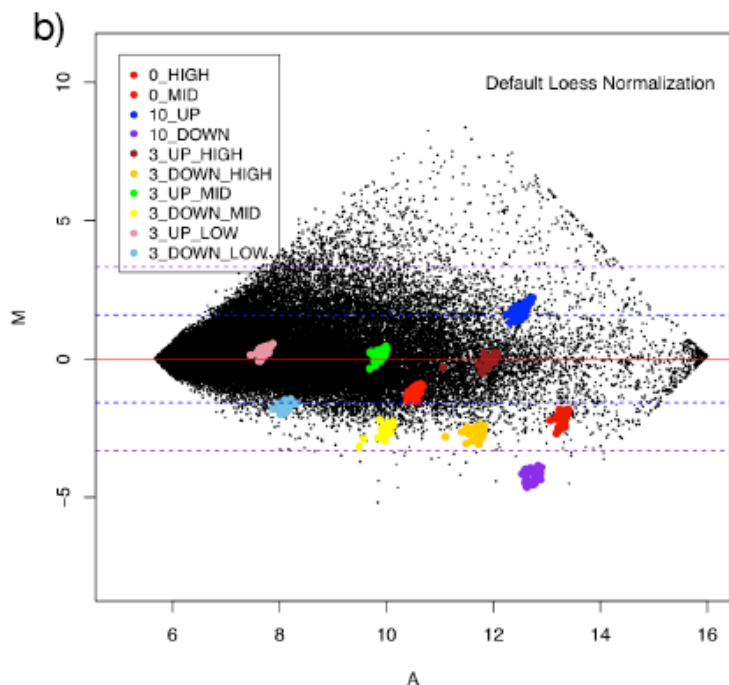 b)
Default Loess Normalization
0_HIGH
0_MID
10_UP
10_DOWN
3_UP_HIGH
3_DOWN_HIGH
3_UP_MID
3_DOWN_MID
3_UP_LOW
3_DOWN_LOW
10
5
0
−5
M
6 8 10 12 14 16
A